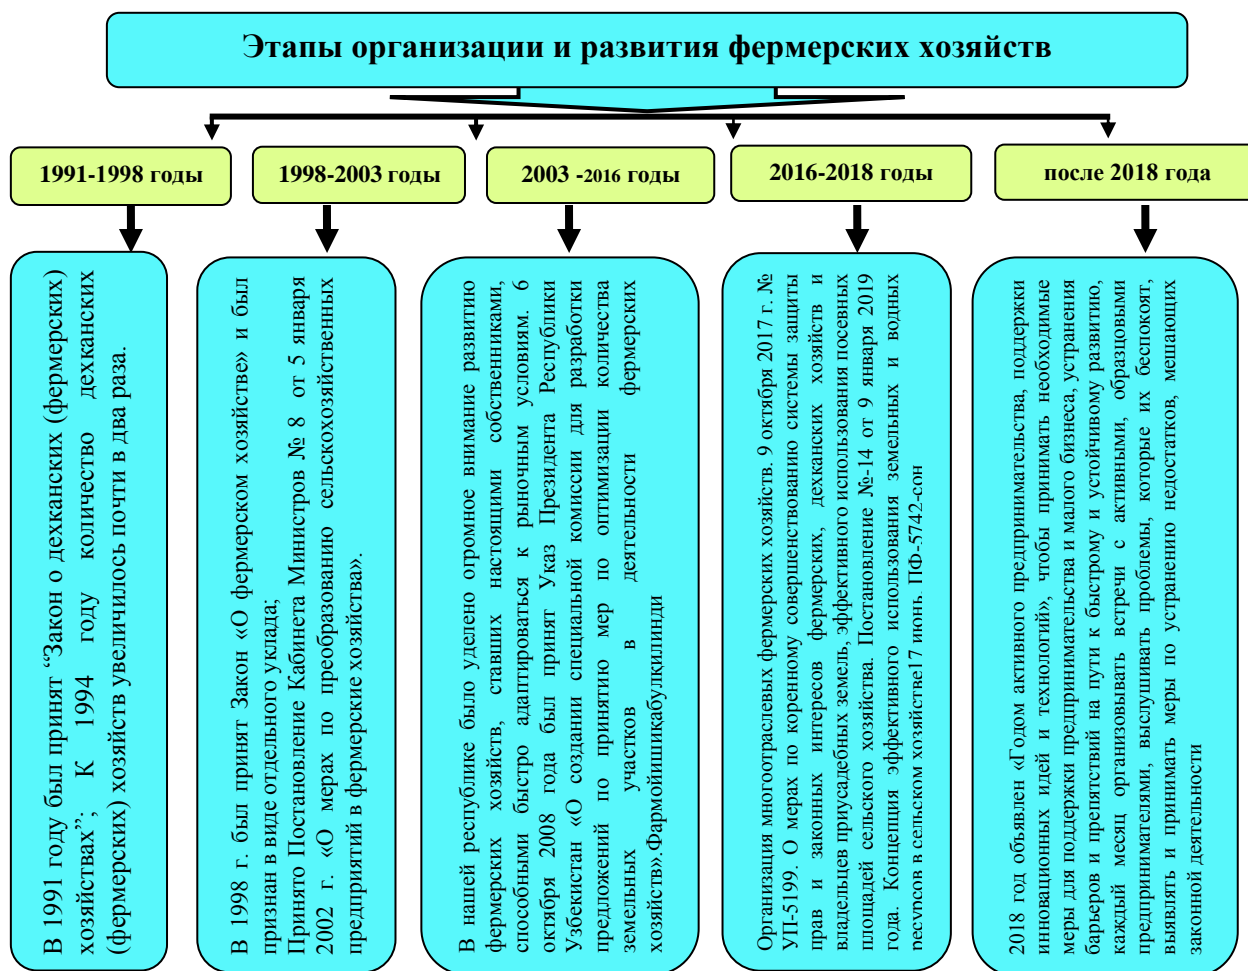 Этапы организации и развития фермерских хозяйств
1991-1998 годы
1998-2003 годы
2003 -2016 годы
2016-2018 годы
после 2018 года
В 1991 году был принят “Закон о дехканских (фермерских)
хозяйствах”; К 1994 году количество дехканских
(фермерских) хозяйств увеличилось почти в два раза.
В 1998 г. был принят Закон «О фермерском хозяйстве» и был
признан в виде отдельного уклада;
Принято Постановление Кабинета Министров № 8 от 5 января
2002 г. «О мерах по преобразованию сельскохозяйственных
предприятий в фермерские хозяйства».
В нашей республике было уделено огромное внимание развитию
фермерских хозяйств, ставших настоящими собственниками,
способными быстро адаптироваться к рыночным условиям. 6
октября 2008 года был принят Указ Президента Республики
Узбекистан «О создании специальной комиссии для разработки
предложений по принятию мер по оптимизации количества
земельных участков в деятельности фермерских
хозяйств».Фармойишиқабулқилинди
Организация многоотраслевых фермерских хозяйств. 9 октября 2017 г. №
УП-5199. О мерах по коренному совершенствованию системы защиты
прав и законных интересов фермерских, дехканских хозяйств и
владельцев приусадебных земель, эффективного использования посевных
площадей сельского хозяйства. Постановление №-14 от 9 января 2019
года. Концепция эффективного использования земельных и водных
ресурсов в сельском хозяйстве17 июнь. ПФ-5742-сон
2018 год объявлен «Годом активного предпринимательства, поддержки
инновационных идей и технологий», чтобы принимать необходимые
меры для поддержки предпринимательства и малого бизнеса, устранения
барьеров и препятствий на пути к быстрому и устойчивому развитию,
каждый месяц организовывать встречи с активными, образцовыми
предпринимателями, выслушивать проблемы, которые их беспокоят,
выявлять и принимать меры по устранению недостатков, мешающих
законной деятельности